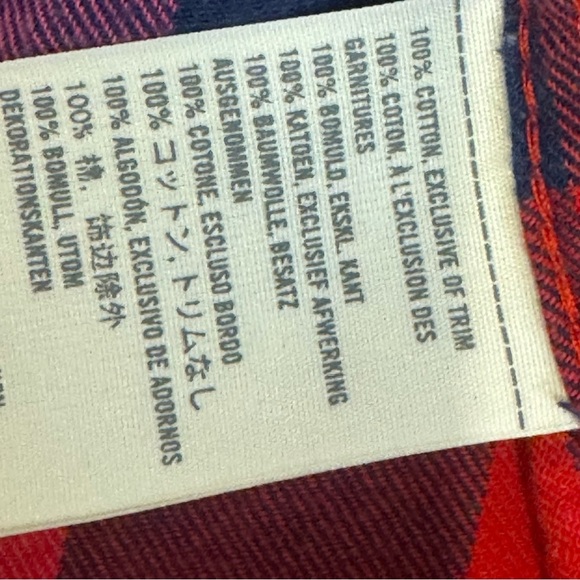 100% COTTON, EXCLUSIVE OF TRIM
100% COTON, À L'EXCLUSION DES
GARNITURES
100% BOMULD, EKSKL. KANT
100% KATOEN, EXCLUSIEF AFWERKING
100% BAUMWOLLE, BESATZ
AUSGENOMMEN
100% COTONE, ESCLUSO BORDO
100% コットン, トリムなし
100% ALGODÓN, EXCLUSIVO DE ADORNOS
100% 棉, 饰边除外
100% BOMULL, UTOM
DEKORATIONSKANTEN